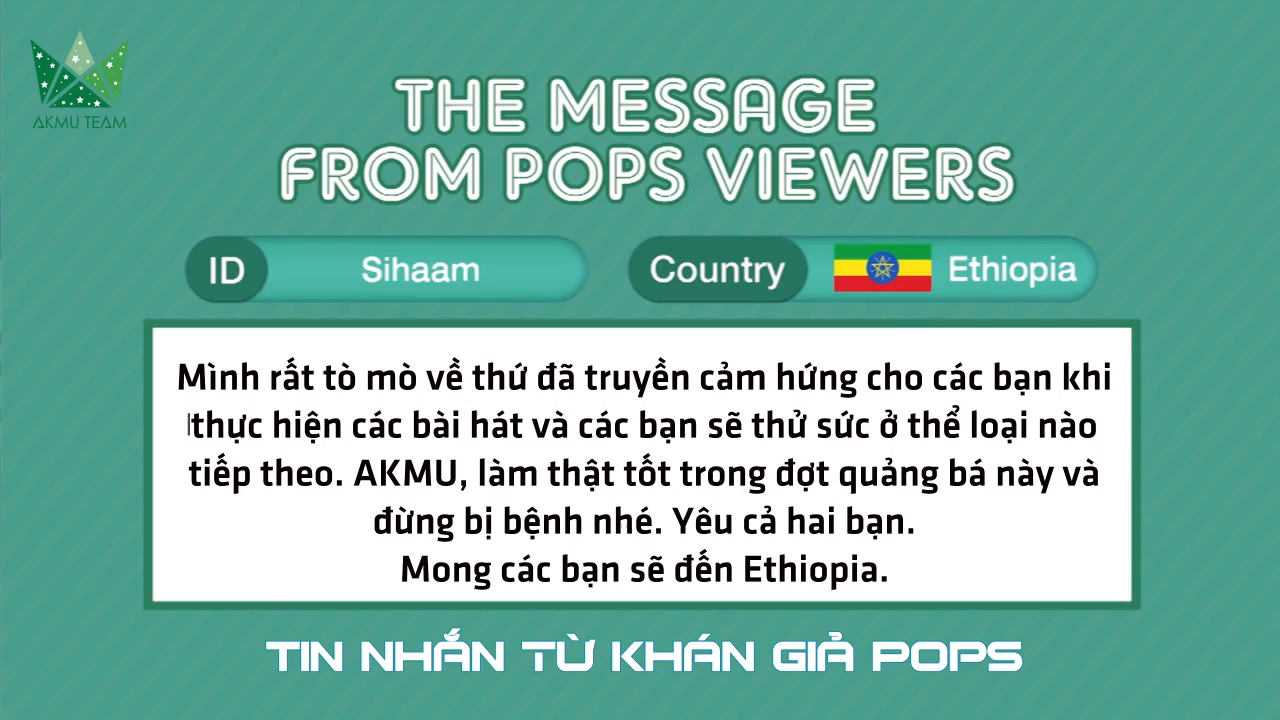 AKMU TEAM
THE MESSAGE
FROM POPS VIEWERS
ID Sihaam Country Ethiopia
Mình rất tò mò về thứ đã truyền cảm hứng cho các bạn khi
thực hiện các bài hát và các bạn sẽ thử sức ở thể loại nào
tiếp theo. AKMU, làm thật tốt trong đợt quảng bá này và
đừng bị bệnh nhé. Yêu cả hai bạn.
Mong các bạn sẽ đến Ethiopia.
TIN NHẮN TỪ KHÁN GIẢ POPS